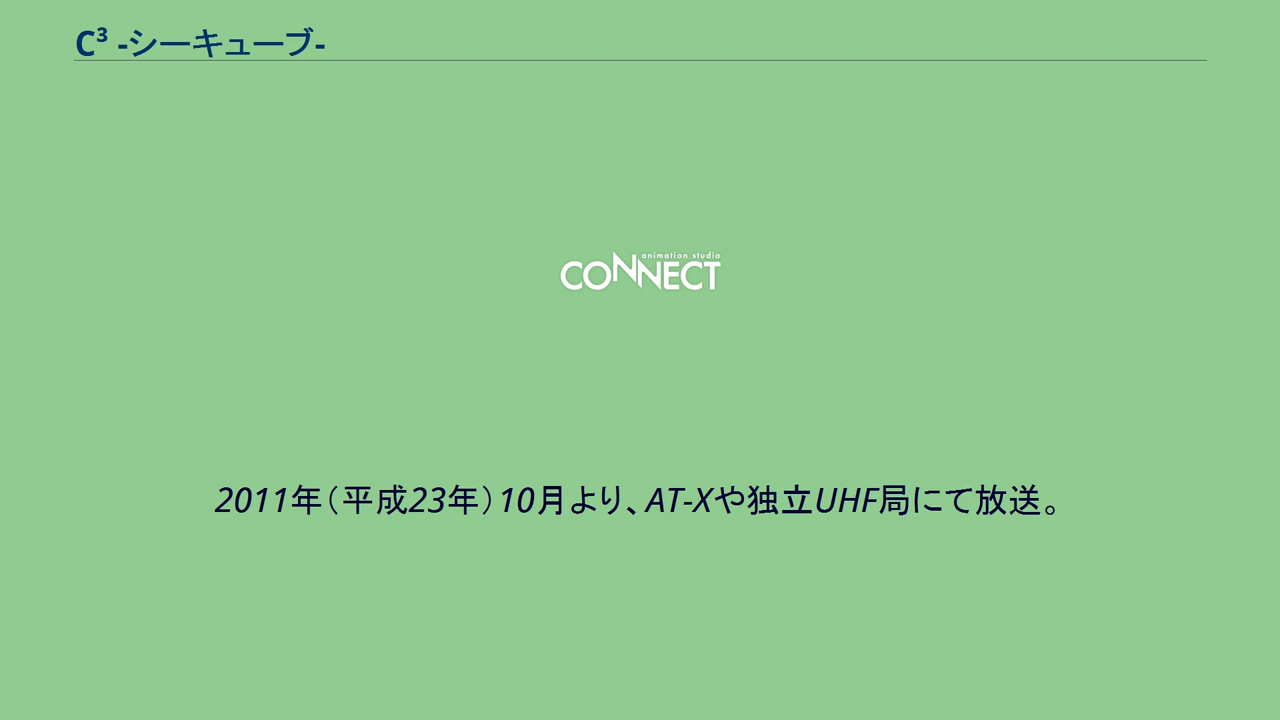 C³ -シーキューブ-
animation studio
CONNECT
2011年（平成23年）10月より、AT-Xや独立UHF局にて放送。